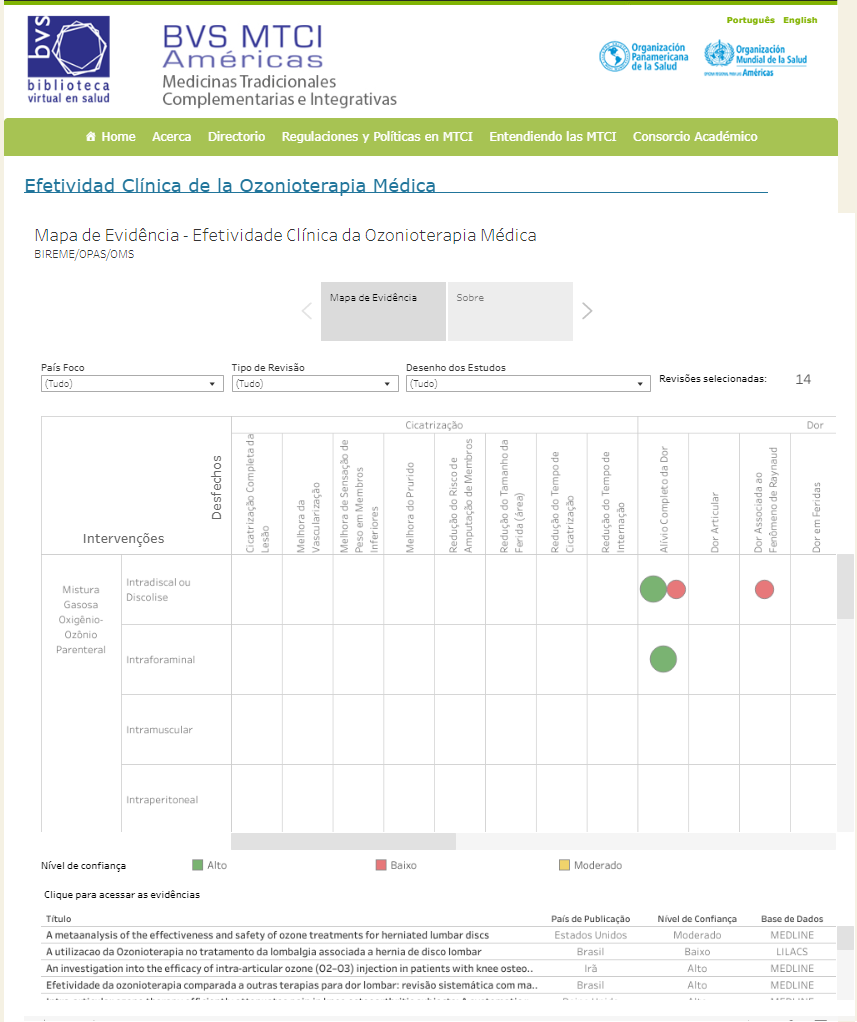 Português English
bvs
biblioteca
virtual en salud
BVS MTCI
Américas
Medicinas Tradicionales
Complementarias e Integrativas
Organización
Panamericana
de la Salud
Organización
Mundial de la Salud
OFICINA REGIONAL PARA LAS Américas
Home Acerca Directorio Regulaciones y Políticas en MTCI Entendiendo las MTCI Consorcio Académico
Efetividad Clínica de la Ozonioterapia Médica
Mapa de Evidência - Efetividade Clínica da Ozonioterapia Médica
BIREME/OPAS/OMS
Mapa de Evidência
Sobre
País Foco
(Tudo)
Tipo de Revisão
(Tudo)
Desenho dos Estudos
(Tudo)
Revisões selecionadas: 14
Cicatrização
Dor
Desfechos
Intervenções
Cicatrização Completa da
Lesão
Melhora da
Vascularização
Melhora de Sensação de
Peso em Membros
Inferiores
Melhora do Prurido
Redução do Risco de
Amputação de Membros
Redução do Tamanho da
Ferida (área)
Redução do Tempo de
Cicatrização
Redução do Tempo de
Internação
Alívio Completo da Dor
Dor Articular
Dor Associada ao
Fenômeno de Raynaud
Dor em Feridas
Mistura
Gasosa
Oxigênio-
Ozônio
Parenteral
Intradiscal ou
Discolise
Intraforaminal
Intramuscular
Intraperitoneal
Nível de confiança
Alto
Baixo
Moderado
Clique para acessar as evidências
Título País de Publicação Nível de Confiança Base de Dados
A metaanalysis of the effectiveness and safety of ozone treatments for herniated lumbar discs Estados Unidos Moderado MEDLINE
A utilizacao da Ozonioterapia no tratamento da lombalgia associada a hernia de disco lombar Brasil Baixo LILACS
An investigation into the efficacy of intra-articular ozone (O2–O3) injection in patients with knee osteo.. Irã Alto MEDLINE
Efetividade da ozonioterapia comparada a outras terapias para dor lombar: revisão sistemática com ma.. Brasil Alto MEDLINE